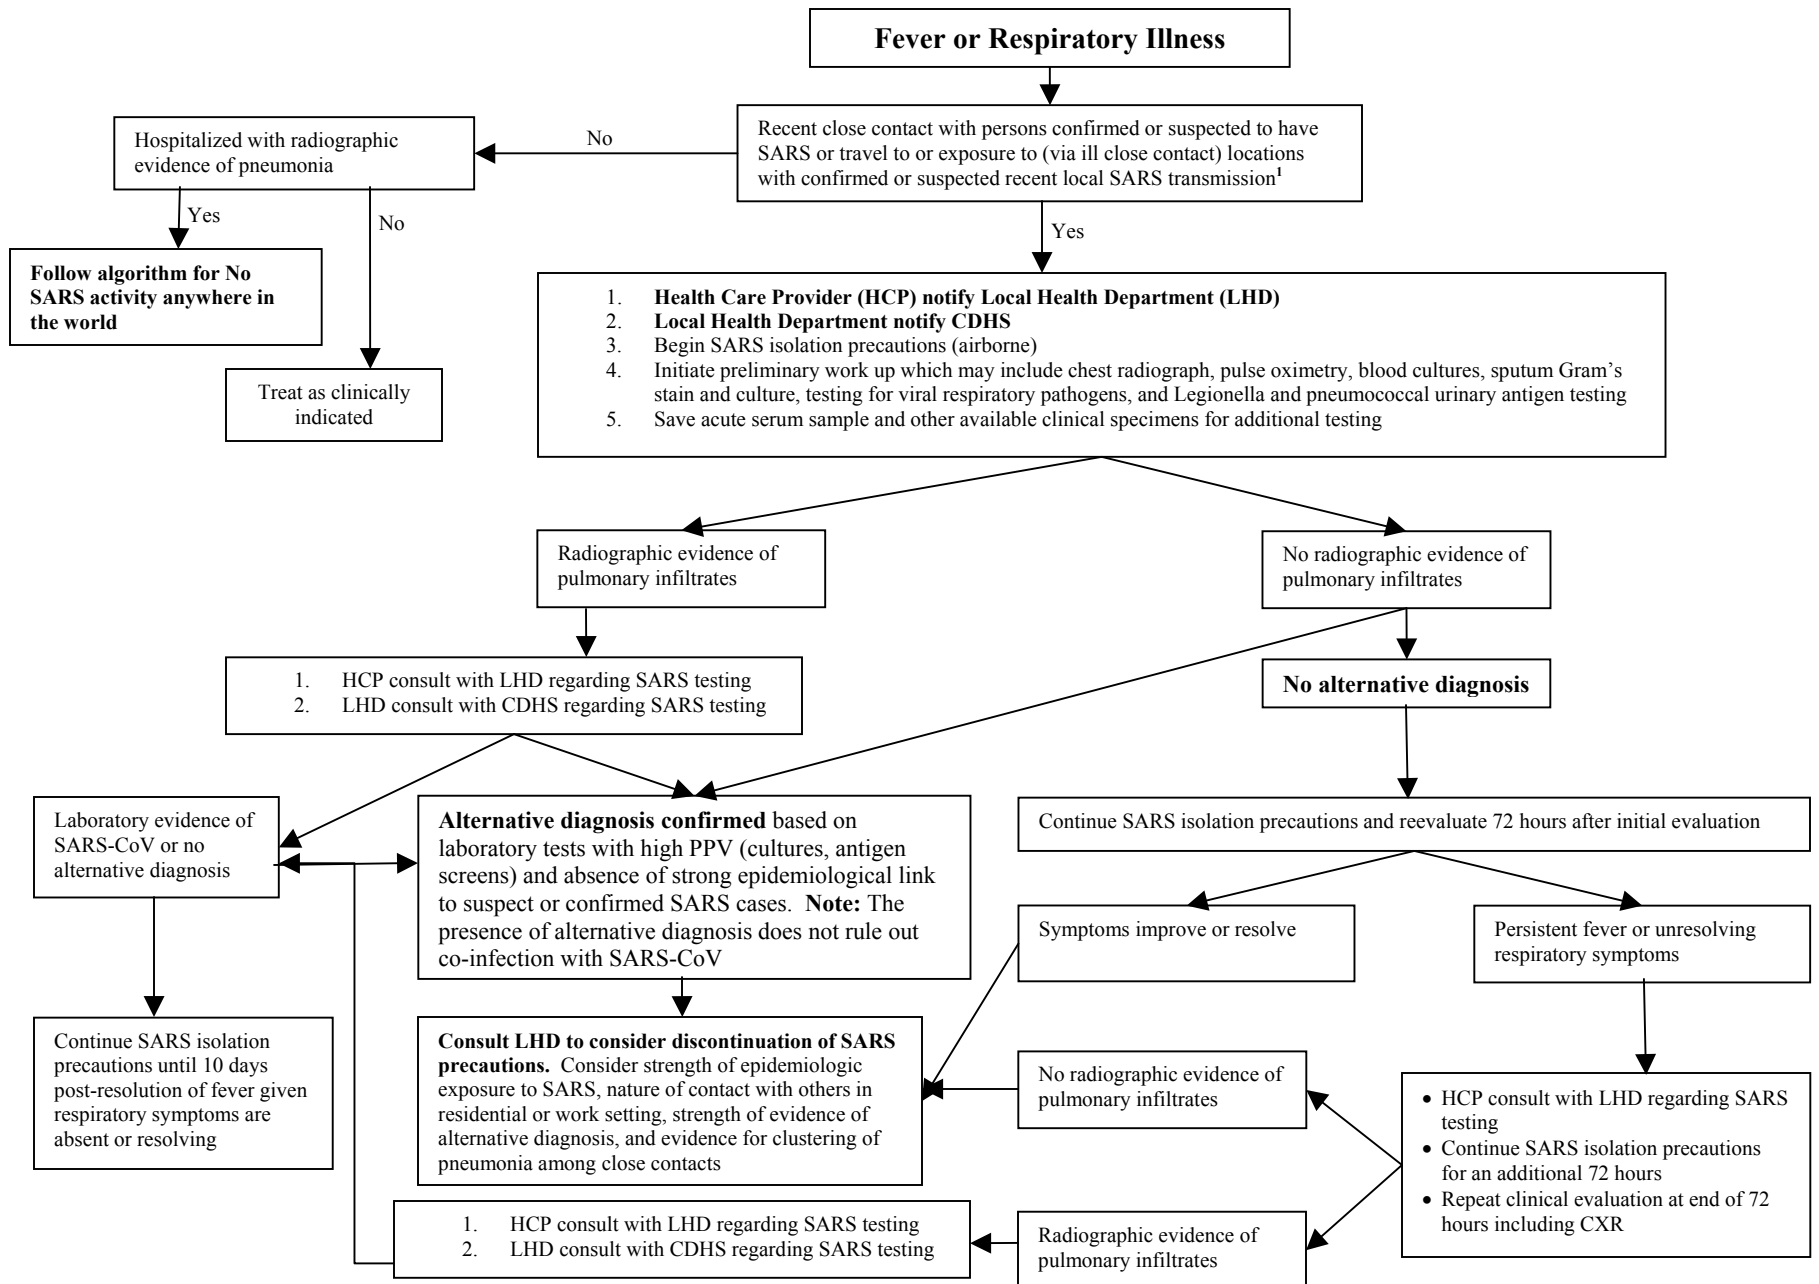 Fever or Respiratory Illness
Hospitalized with radiographic
evidence of pneumonia
No
Recent close contact with persons confirmed or suspected to have
SARS or travel to or exposure to (via ill close contact) locations
with confirmed or suspected recent local SARS transmission1
Yes
No
Yes
Follow algorithm for No
SARS activity anywhere in
the world
Treat as clinically
indicated
1. Health Care Provider (HCP) notify Local Health Department (LHD)
2. Local Health Department notify CDHS
3. Begin SARS isolation precautions (airborne)
4. Initiate preliminary work up which may include chest radiograph, pulse oximetry, blood cultures, sputum Gram's
stain and culture, testing for viral respiratory pathogens, and Legionella and pneumococcal urinary antigen testing
5. Save acute serum sample and other available clinical specimens for additional testing
Radiographic evidence of
pulmonary infiltrates
No radiographic evidence of
pulmonary infiltrates
1. HCP consult with LHD regarding SARS testing
2. LHD consult with CDHS regarding SARS testing
No alternative diagnosis
Laboratory evidence of
SARS-CoV or no
alternative diagnosis
Alternative diagnosis confirmed based on
laboratory tests with high PPV (cultures, antigen
screens) and absence of strong epidemiological link
to suspect or confirmed SARS cases. Note: The
presence of alternative diagnosis does not rule out
co-infection with SARS-CoV
Continue SARS isolation precautions and reevaluate 72 hours after initial evaluation
Symptoms improve or resolve
Persistent fever or unresolving
respiratory symptoms
Continue SARS isolation
precautions until 10 days
post-resolution of fever given
respiratory symptoms are
absent or resolving
Consult LHD to consider discontinuation of SARS
precautions. Consider strength of epidemiologic
exposure to SARS, nature of contact with others in
residential or work setting, strength of evidence of
alternative diagnosis, and evidence for clustering of
pneumonia among close contacts
No radiographic evidence of
pulmonary infiltrates
• HCP consult with LHD regarding SARS
testing
• Continue SARS isolation precautions
for an additional 72 hours
• Repeat clinical evaluation at end of 72
hours including CXR
1. HCP consult with LHD regarding SARS testing
2. LHD consult with CDHS regarding SARS testing
Radiographic evidence of
pulmonary infiltrates